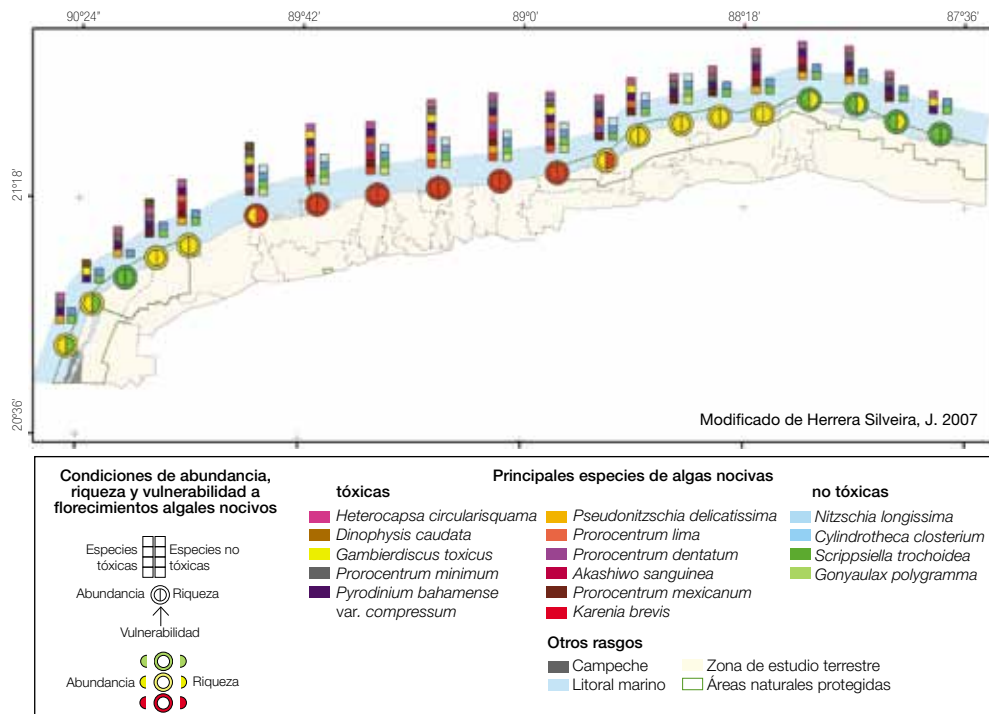 90°24'
89°42'
89°0'
88°18'
87°36'
21°18'
20°36'
Modificado de Herrera Silveira, J. 2007
Condiciones de abundancia,
riqueza y vulnerabilidad a
florecimientos algales nocivos
Especies
tóxicas
Especies no
tóxicas
Abundancia
Riqueza
Vulnerabilidad
Abundancia
Riqueza
Principales especies de algas nocivas
tóxicas
Heterocapsa circularisquama
Dinophysis caudata
Gambierdiscus toxicus
Prorocentrum minimum
Pyrodinium bahamense
var. compressum
Pseudonitzschia delicatissima
Prorocentrum lima
Prorocentrum dentatum
Akashiwo sanguinea
Prorocentrum mexicanum
Karenia brevis
no tóxicas
Nitzschia longissima
Cylindrotheca closterium
Scrippsiella trochoidea
Gonyaulax polygramma
Otros rasgos
Campeche
Litoral marino
Zona de estudio terrestre
Áreas naturales protegidas